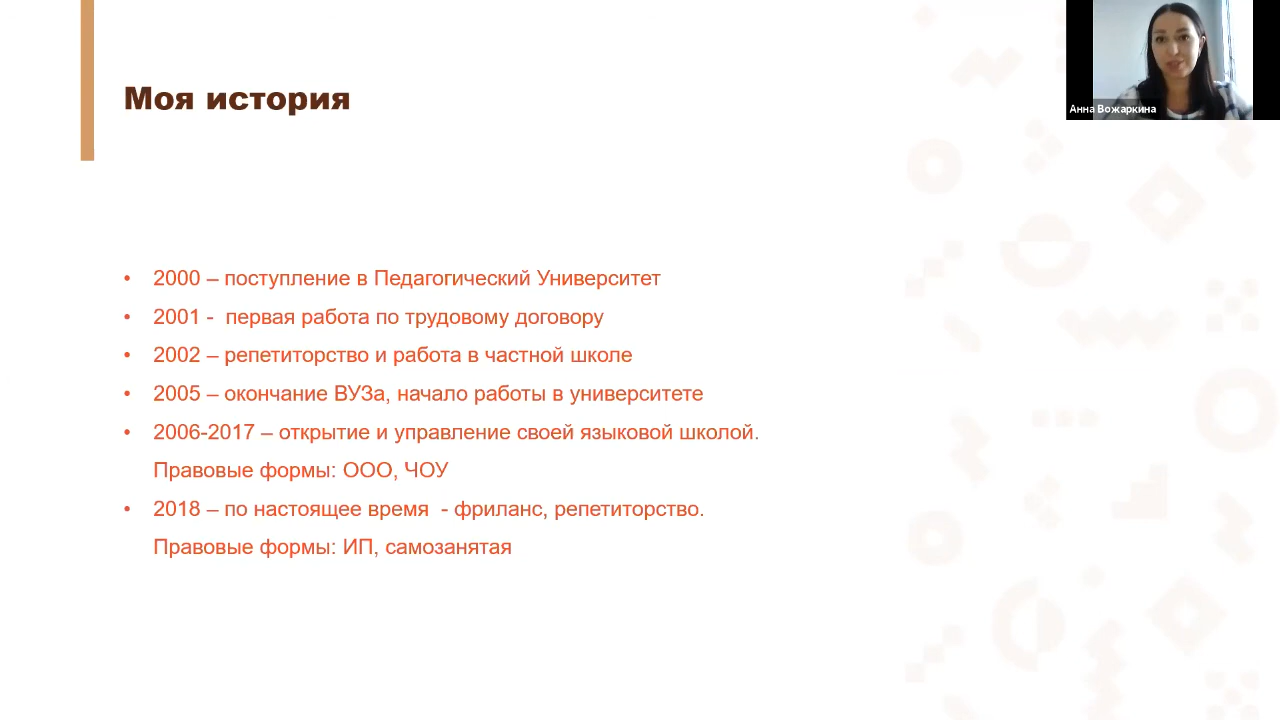 Моя история
Анна Вожаркина
• 2000 – поступление в Педагогический Университет
• 2001 -  первая работа по трудовому договору
• 2002 – репетиторство и работа в частной школе
• 2005 – окончание ВУЗа, начало работы в университете
• 2006-2017 – открытие и управление своей языковой школой.
Правовые формы: ООО, ЧОУ
• 2018 – по настоящее время  - фриланс, репетиторство.
Правовые формы: ИП, самозанятая